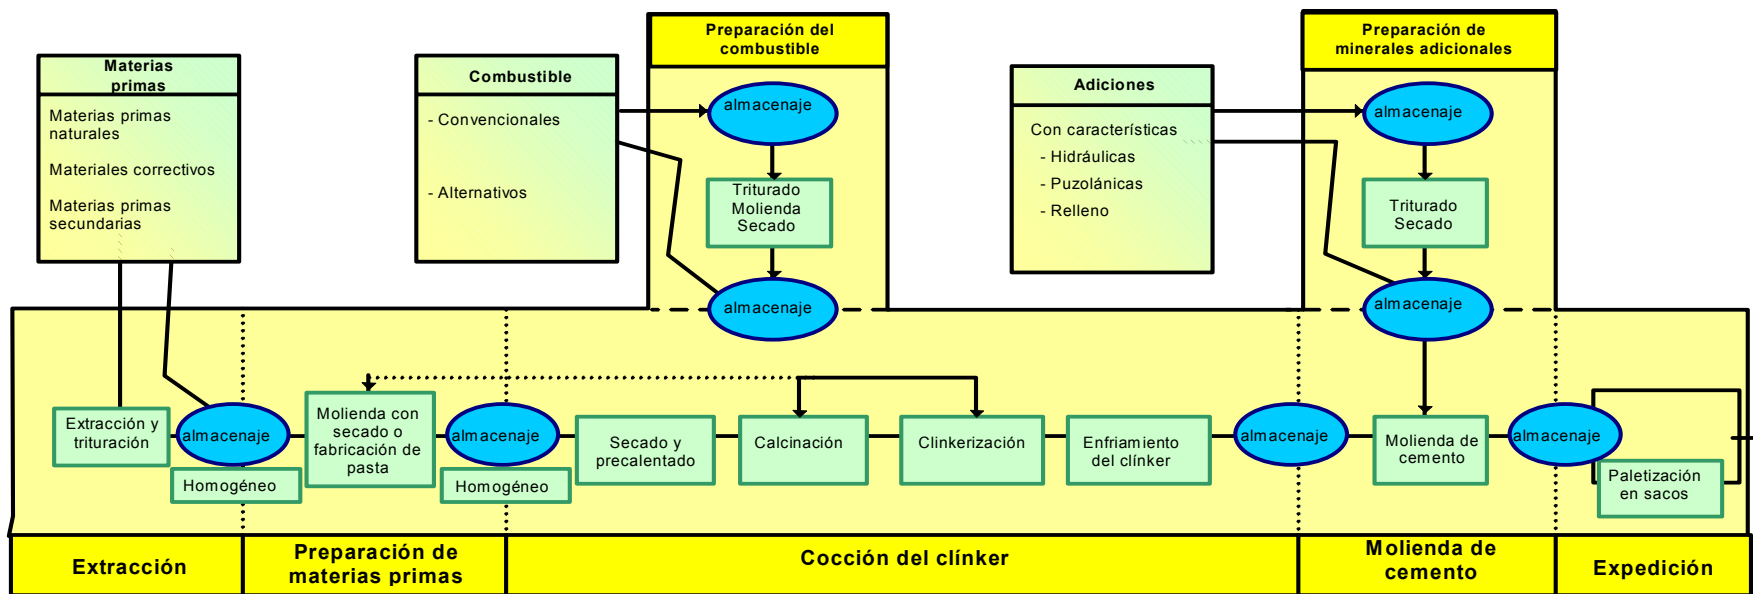 Materias
primas
Materias primas
naturales
Materiales correctivos
Materias primas
secundarias
Combustible
- Convencionales
- Alternativos
Preparación del
combustible
almacenaje
Triturado
Molienda
Secado
almacenaje
Adiciones
Con características
- Hidráulicas
- Puzolánicas
- Relleno
Preparación de
minerales adicionales
almacenaje
Triturado
Secado
almacenaje
Extracción y
trituración
almacenaje
Homogéneo
Molienda con
secado o
fabricación de
pasta
almacenaje
Homogéneo
Secado y
precalentado
Calcinación
Clinkerización
Enfriamiento
del clínker
almacenaje
Molienda de
cemento
almacenaje
Paletización
en sacos
Extracción
Preparación de
materias primas
Cocción del clínker
Molienda de
cemento
Expedición